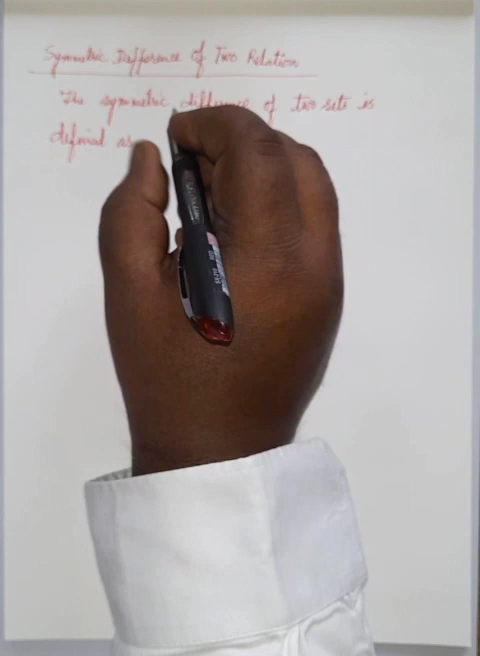 Symmetric Difference of Two Relation
The symmetric difference of two sets is
defined as